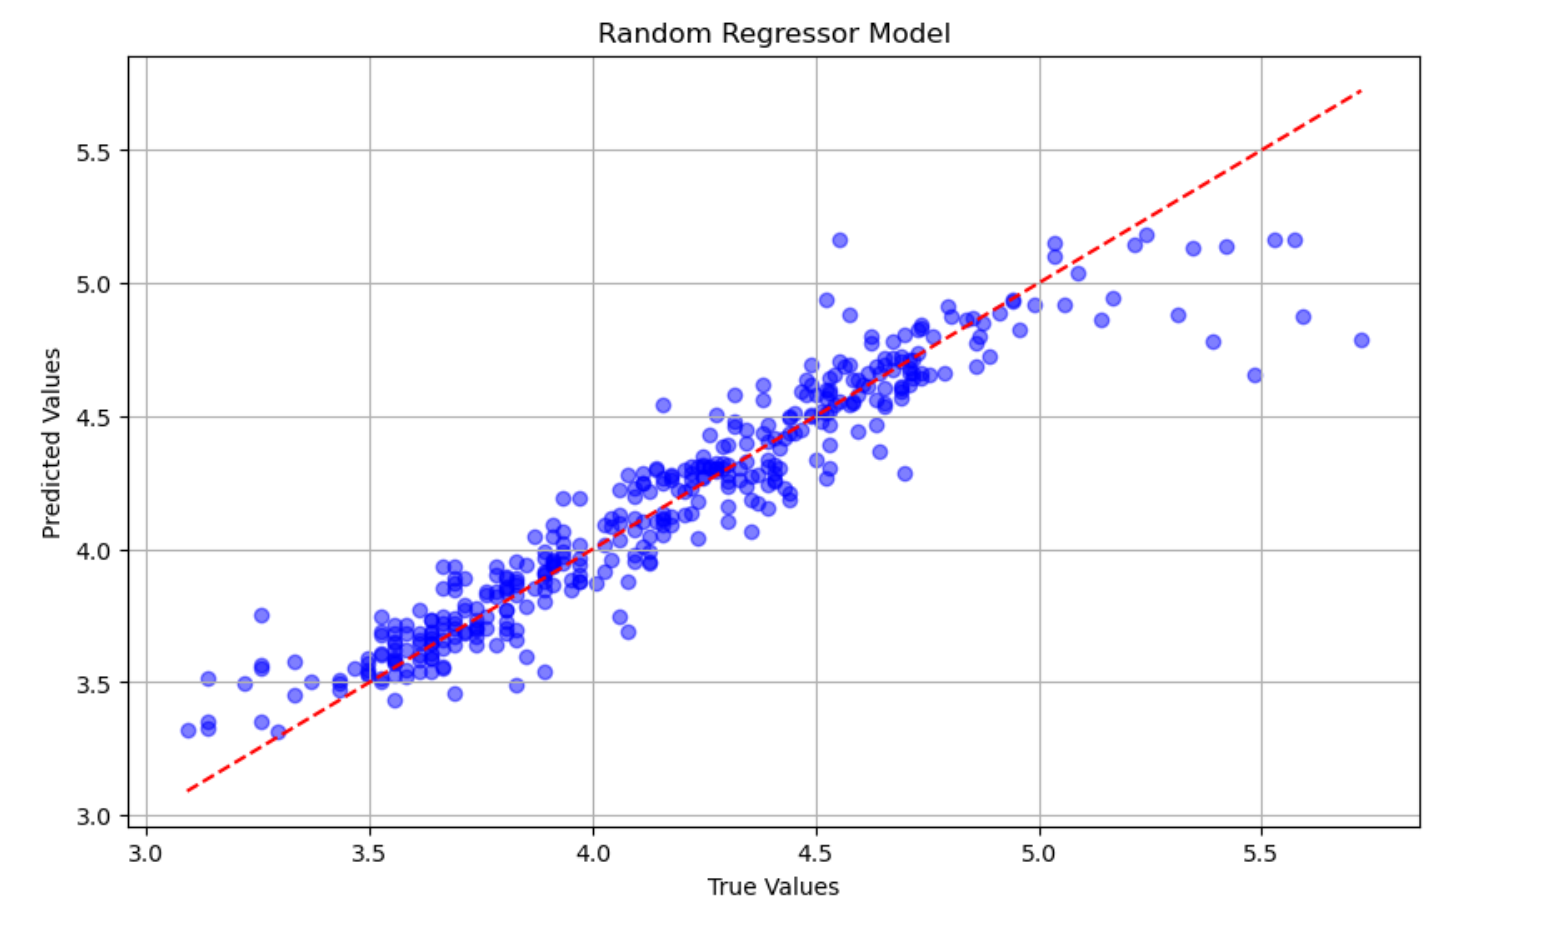 Random Regressor Model
5.5
5.0
4.5
4.0
3.5
3.0
Predicted Values
3.0 3.5 4.0 4.5 5.0 5.5
True Values